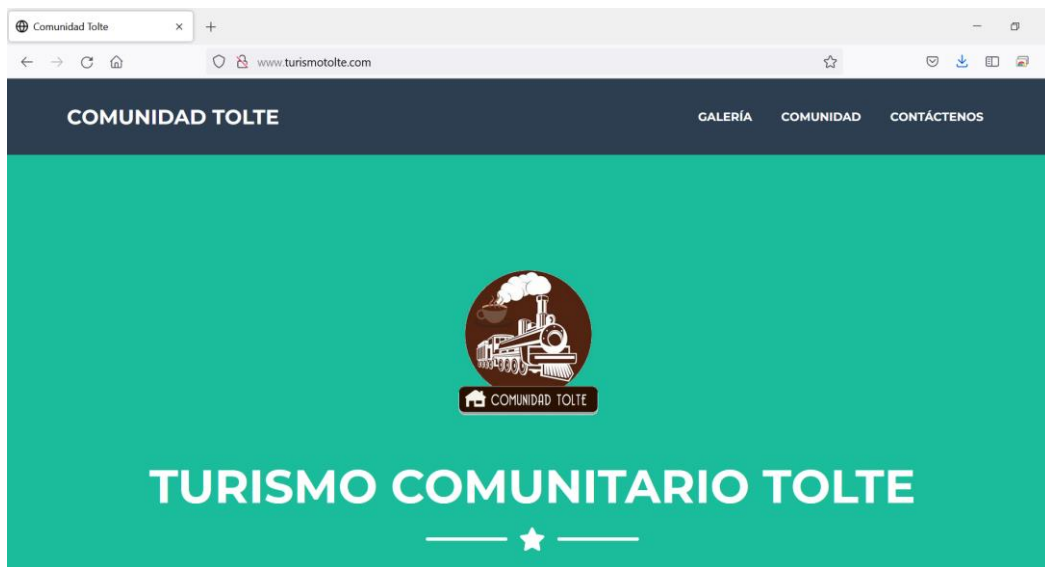 Comunidad Tolte
www.turismotolte.com
COMUNIDAD TOLTE
GALERÍA COMUNIDAD CONTÁCTENOS
COMUNIDAD TOLTE
TURISMO COMUNITARIO TOLTE